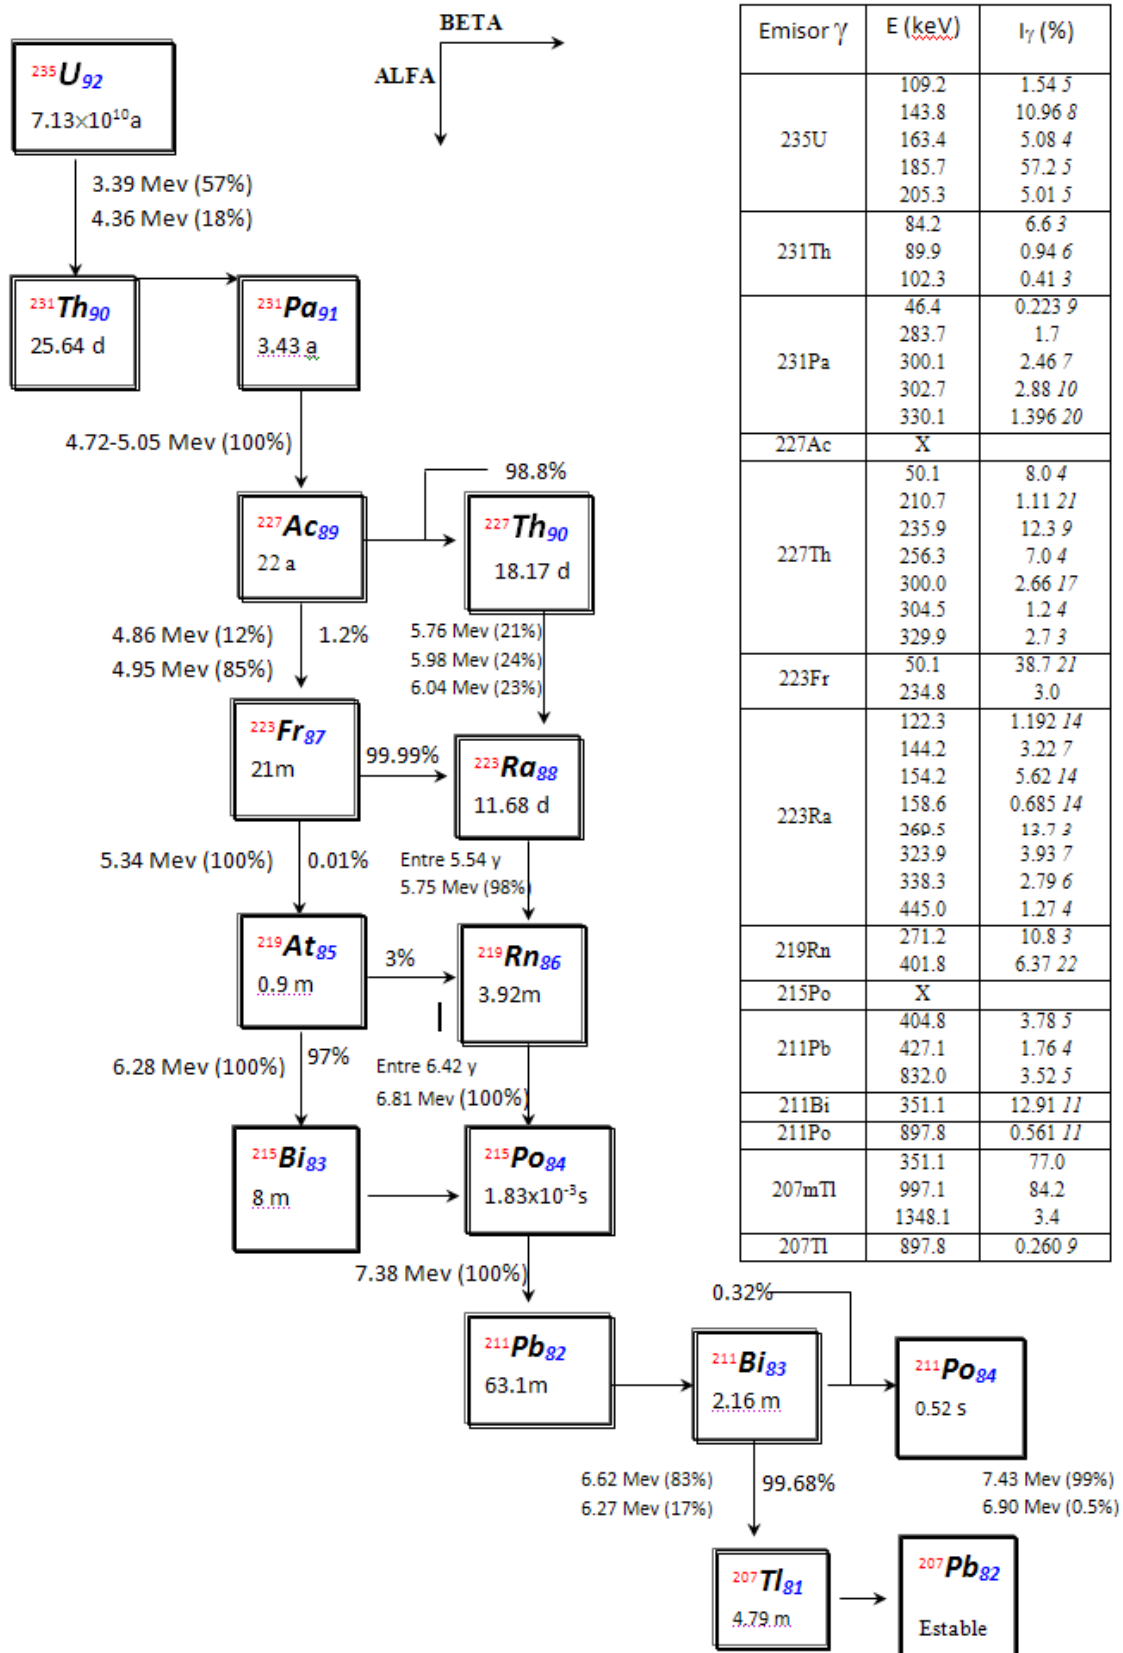 BETA
ALFA
235U92
7.13×10^10a
3.39 Mev (57%)
4.36 Mev (18%)
231Th90
25.64 d
231Pa91
3.43 a
4.72-5.05 Mev (100%)
98.8%
227Ac89
22 a
227Th90
18.17 d
4.86 Mev (12%) 1.2%
4.95 Mev (85%)
5.76 Mev (21%)
5.98 Mev (24%)
6.04 Mev (23%)
223Fr87
21m
99.99%
223Ra88
11.68 d
5.34 Mev (100%) 0.01%
Entre 5.54 y
5.75 Mev (98%)
219At85
0.9 m
3%
219Rn86
3.92m
6.28 Mev (100%) 97%
Entre 6.42 y
6.81 Mev (100%)
215Bi83
8 m
215Po84
1.83x10^-3s
7.38 Mev (100%)
0.32%
211Pb82
63.1m
211Bi83
2.16 m
211Po84
0.52 s
6.62 Mev (83%) 99.68%
6.27 Mev (17%)
7.43 Mev (99%)
6.90 Mev (0.5%)
207Tl81
4.79 m
207Pb82
Estable
Emisor γ E (keV) Iγ (%)
235U
109.2 1.54 5
143.8 10.96 8
163.4 5.08 4
185.7 57.2 5
205.3 5.01 5
231Th
84.2 6.6 3
89.9 0.94 6
102.3 0.41 3
231Pa
46.4 0.223 9
283.7 1.7
300.1 2.46 7
302.7 2.88 10
330.1 1.396 20
227Ac X
227Th
50.1 8.0 4
210.7 1.11 21
235.9 12.3 9
256.3 7.0 4
300.0 2.66 17
304.5 1.2 4
329.9 2.7 3
223Fr
50.1 38.7 21
234.8 3.0
223Ra
122.3 1.192 14
144.2 3.22 7
154.2 5.62 14
158.6 0.685 14
269.5 13.7 3
323.9 3.93 7
338.3 2.79 6
445.0 1.27 4
219Rn
271.2 10.8 3
401.8 6.37 22
215Po X
211Pb
404.8 3.78 5
427.1 1.76 4
832.0 3.52 5
211Bi 351.1 12.91 11
211Po 897.8 0.561 11
207mTl
351.1 77.0
997.1 84.2
1348.1 3.4
207Tl 897.8 0.260 9